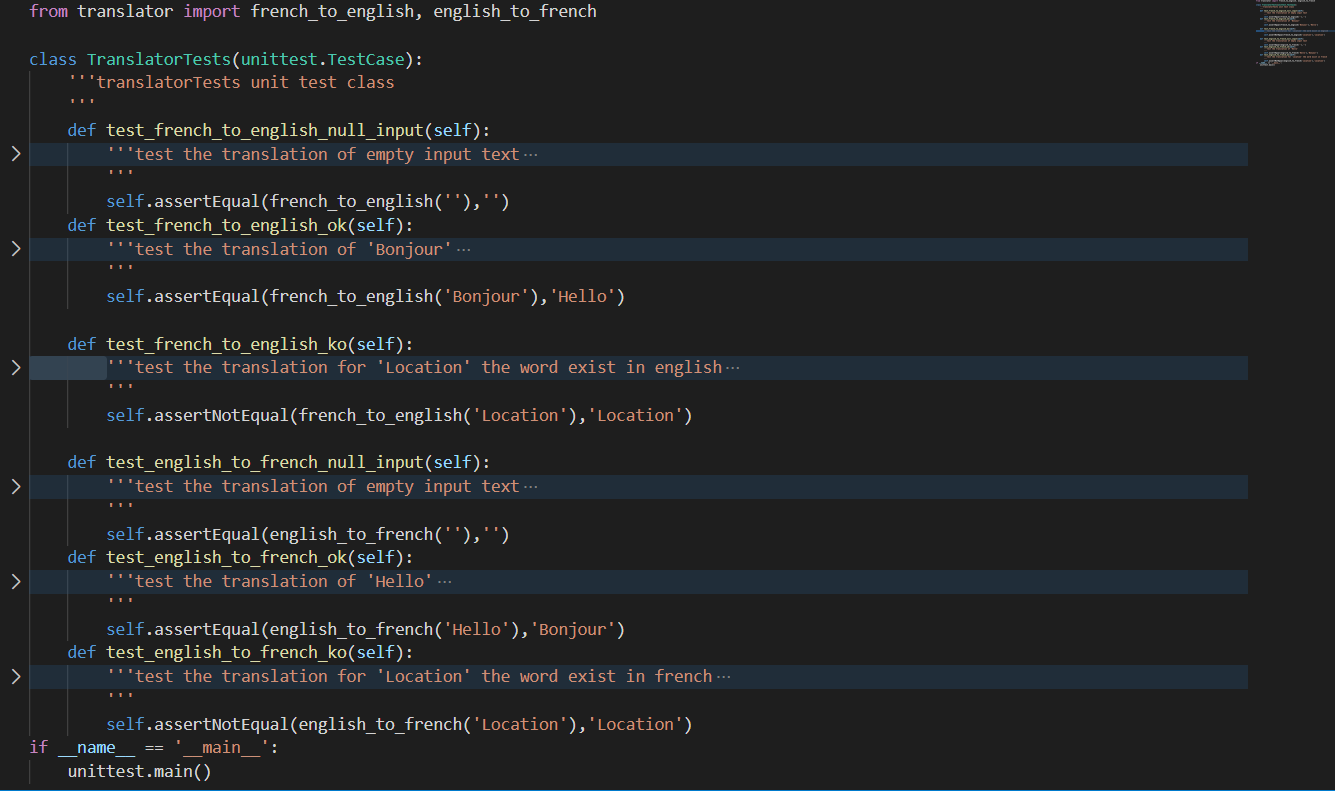 from translator import french_to_english, english_to_french
class TranslatorTests(unittest.TestCase):
'''translatorTests unit test class
'''
def test_french_to_english_null_input(self):
'''test the translation of empty input text ···
'''
self.assertEqual(french_to_english(''),'')
def test_french_to_english_ok(self):
'''test the translation of 'Bonjour' ···
'''
self.assertEqual(french_to_english('Bonjour'),'Hello')
def test_french_to_english_ko(self):
'''test the translation for 'Location' the word exist in english ···
'''
self.assertNotEqual(french_to_english('Location'),'Location')
def test_english_to_french_null_input(self):
'''test the translation of empty input text ···
'''
self.assertEqual(english_to_french(''),'')
def test_english_to_french_ok(self):
'''test the translation of 'Hello' ···
'''
self.assertEqual(english_to_french('Hello'),'Bonjour')
def test_english_to_french_ko(self):
'''test the translation for 'Location' the word exist in french ···
'''
self.assertNotEqual(english_to_french('Location'),'Location')
if __name__ == '__main__':
unittest.main()